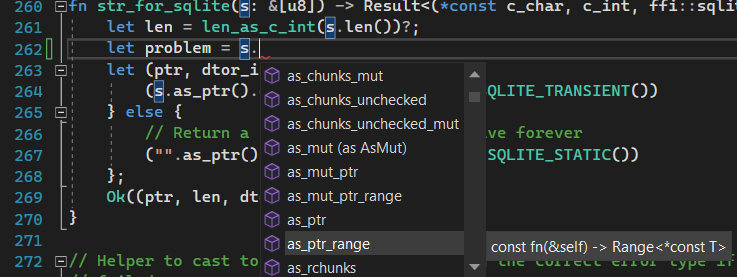 260 fn str_for_sqlite(s: &[u8]) -> Result<(*const c_char, c_int, ffi::sqlit
261 let len = len_as_c_int(s.len())?;
262 let problem = s.
263 let (ptr, dtor_i
264 (s.as_ptr(). QLITE_TRANSIENT())
265 } else {
266 // Return a ve forever
267 ("".as_ptr() SQLITE_STATIC())
268 };
269 Ok((ptr, len, dt
270 }
271
272 // Helper to cast to the correct error type if
as_chunks_mut
as_chunks_unchecked
as_chunks_unchecked_mut
as_mut (as AsMut)
as_mut_ptr
as_mut_ptr_range
as_ptr
as_ptr_range
as_rchunks
const fn(&self) -> Range<*const T>